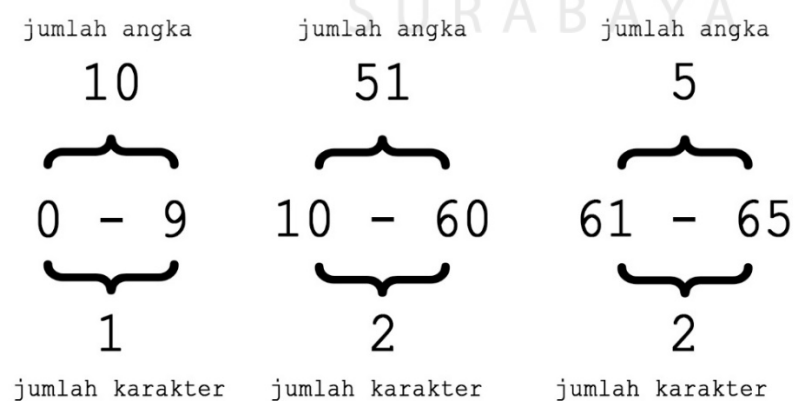 SURABAYA
jumlah angka jumlah angka jumlah angka
10 51 5
0 - 9 10 - 60 61 - 65
1 2 2
jumlah karakter jumlah karakter jumlah karakter